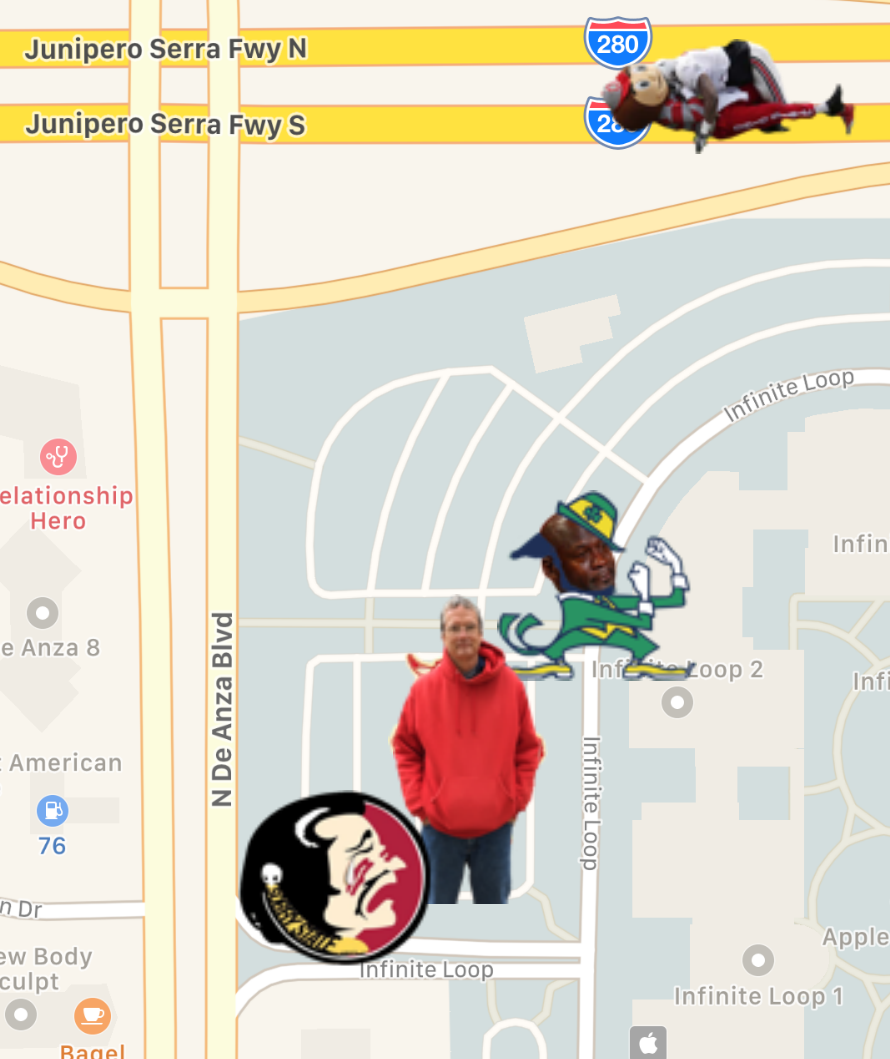 Junipero Serra Fwy N
280
Junipero Serra Fwy S
28
Infinite Loop
elationship
Hero
Infin
e Anza 8
N De Anza Blvd
Infinite Loop 2
Infi
t American
76
Infinite Loop
n Dr
Apple
ew Body
culpt
Infinite Loop
Infinite Loop 1
Bagel